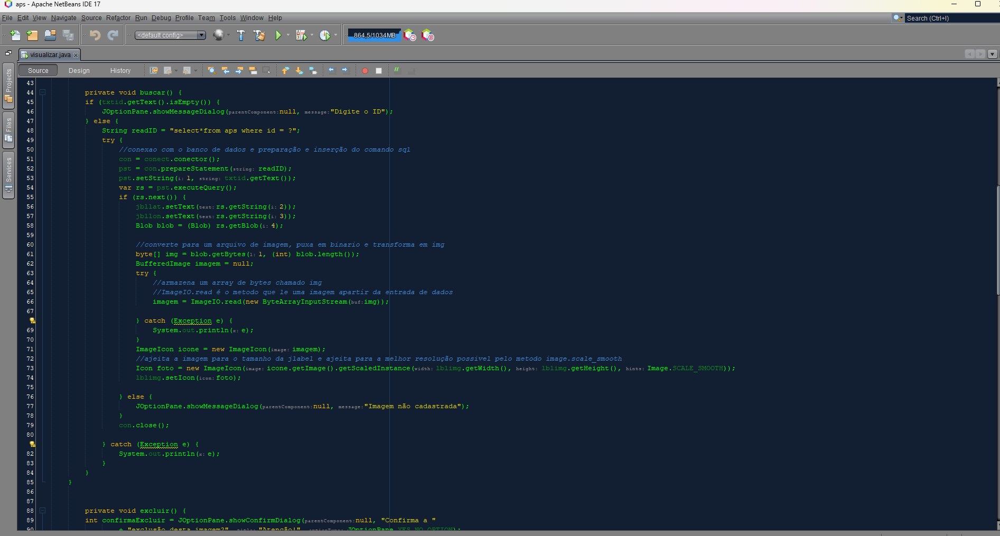 aps - Apache NetBeans IDE 17
File Edit View Navigate Source Refactor Run Debug Profile Team Tools Window Help
Search (Ctrl+I)
<default config>
864,5/1034MB
visualizar.java
Source Design History
Projects
Files
Services
43
44 private void buscar() {
45 if (txtid.getText().isEmpty()) {
46 JOptionPane.showMessageDialog(parentComponent: null, message: "Digite o ID");
47 } else {
48 String readID = "select*from aps where id = ?";
49 try {
50 //conexao com o banco de dados e preparação e inserção do comando sql
51 con = conect.conector();
52 pst = con.prepareStatement(string: readID);
53 pst.setString(i: 1, string: txtid.getText());
54 var rs = pst.executeQuery();
55 if (rs.next()) {
56 jbllat.setText(text: rs.getString(i: 2));
57 jbllon.setText(text: rs.getString(i: 3));
58 Blob blob = (Blob) rs.getBlob(i: 4);
59
60 //converte para um arquivo de imagem, puxa em binario e transforma em img
61 byte[] img = blob.getBytes(l: 1, (int) blob.length());
62 BufferedImage imagem = null;
63 try {
64 //armazena um array de bytes chamado img
65 //ImageIO.read é o metodo que le uma imagem apartir da entrada de dados
66 imagem = ImageIO.read(new ByteArrayInputStream(buf: img));
67
} catch (Exception e) {
69 System.out.println(x: e);
70 }
71 ImageIcon icone = new ImageIcon(image: imagem);
72 //ajeita a imagem para o tamanho da jlabel e ajeita para a melhor resolução possivel pelo metodo image.scale_smooth
73 Icon foto = new ImageIcon(image: icone.getImage().getScaledInstance(width: lblimg.getWidth(), height: lblimg.getHeight(), hints: Image.SCALE_SMOOTH));
74 lblimg.setIcon(icon: foto);
75
76 } else {
77 JOptionPane.showMessageDialog(parentComponent: null, message: "Imagem não cadastrada");
78 }
79 con.close();
80
} catch (Exception e) {
82 System.out.println(x: e);
83 }
84 }
85 }
86
87
88 private void excluir() {
89 int confirmaExcluir = JOptionPane.showConfirmDialog(parentComponent: null, "Confirma a "
90 + "exclusão desta imagem?", title: "Atenção!", optionType: JOptionPane.YES_NO_OPTION);